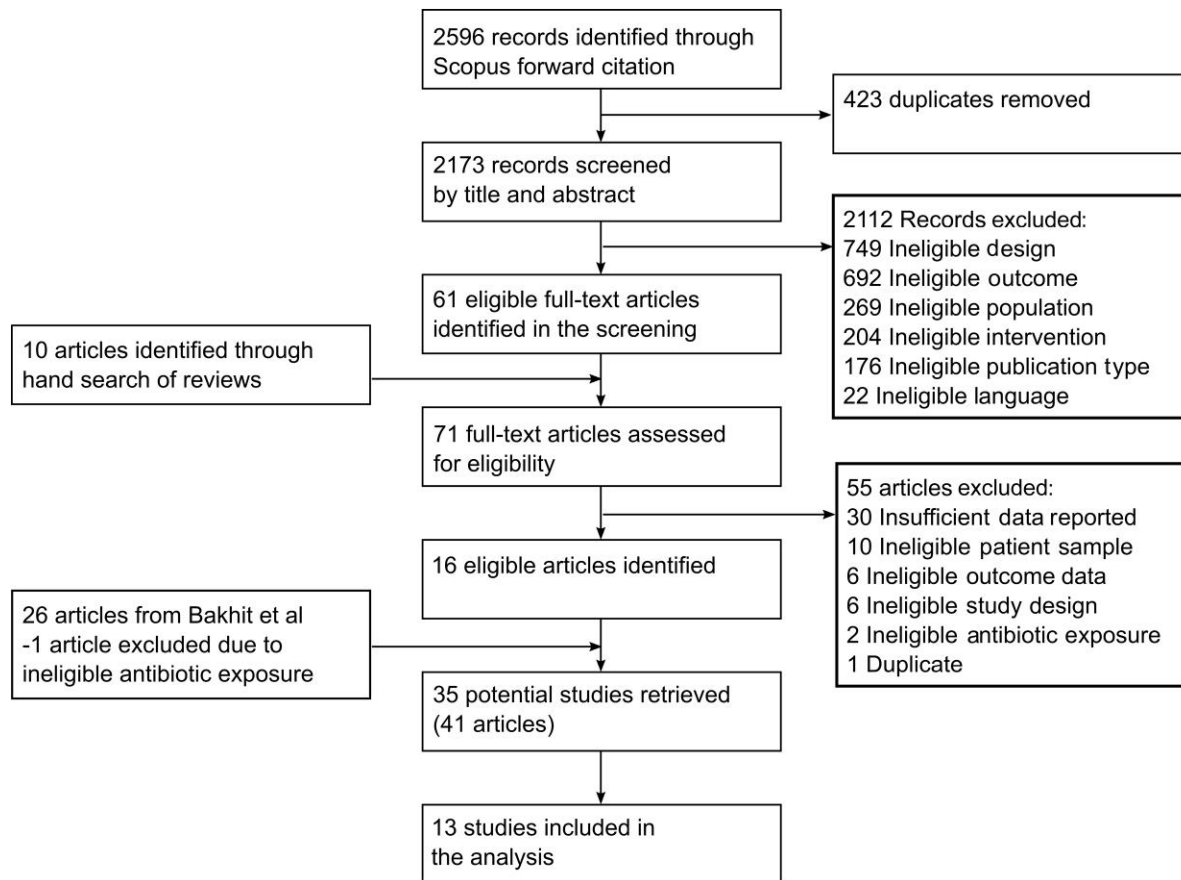 2596 records identified through
Scopus forward citation
423 duplicates removed
2173 records screened
by title and abstract
2112 Records excluded:
749 Ineligible design
692 Ineligible outcome
269 Ineligible population
204 Ineligible intervention
176 Ineligible publication type
22 Ineligible language
61 eligible full-text articles
identified in the screening
10 articles identified through
hand search of reviews
71 full-text articles assessed
for eligibility
55 articles excluded:
30 Insufficient data reported
10 Ineligible patient sample
6 Ineligible outcome data
6 Ineligible study design
2 Ineligible antibiotic exposure
1 Duplicate
16 eligible articles identified
26 articles from Bakhit et al
-1 article excluded due to
ineligible antibiotic exposure
35 potential studies retrieved
(41 articles)
13 studies included in
the analysis